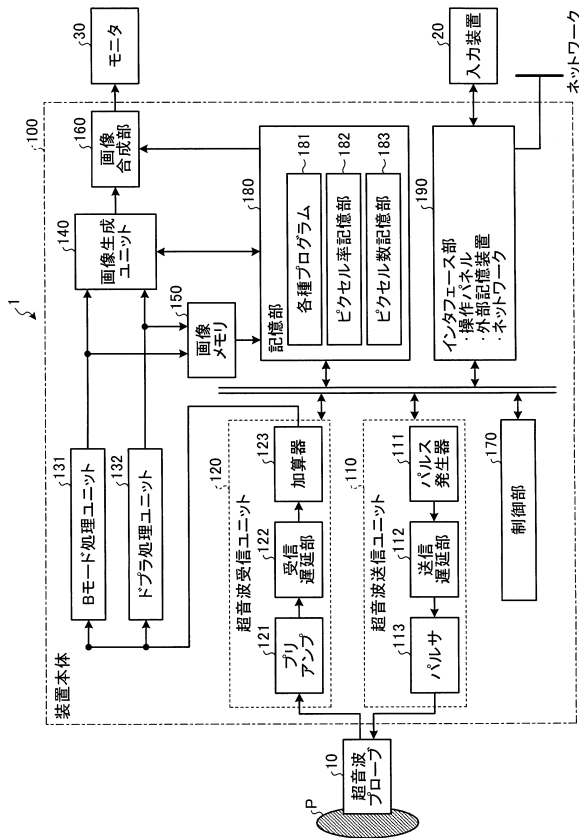 1
100
装置本体
P
10
超音波
プローブ
131
Bモード処理ユニット
132
ドプラ処理ユニット
120
超音波受信ユニット
121
プリ
アンプ
122
受信
遅延部
123
加算器
110
超音波送信ユニット
113
パルサ
112
送信
遅延部
111
パルス
発生器
170
制御部
140
画像生成
ユニット
150
画像
メモリ
160
画像
合成部
30
モニタ
180
記憶部
各種プログラム
181
ピクセル率記憶部
182
ピクセル数記憶部
183
190
インタフェース部
・操作パネル
・外部記憶装置
・ネットワーク
20
入力装置
ネットワーク